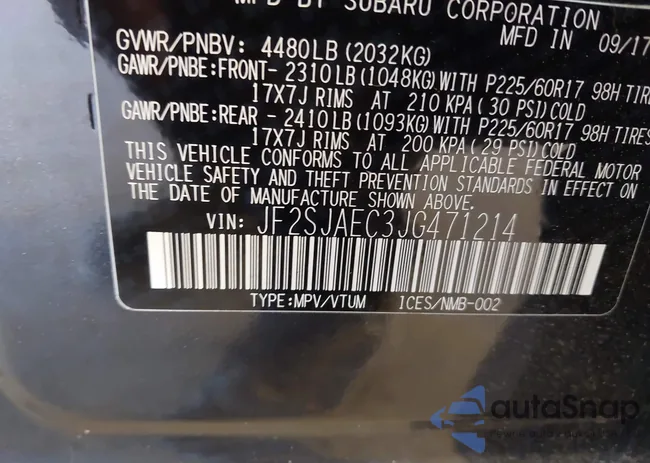 MFD BY SUBARU CORPORATION
MFD IN 09/17
GVWR/PNBV: 4480LB(2032KG)
GAWR/PNBE:FRONT- 2310LB(1048KG)WITH P225/60R17 98H TIRE
17X7J RIMS AT 210 KPA(30 PSI)COLD
GAWR/PNBE:REAR - 2410LB(1093KG)WITH P225/60R17 98H TIRES
17X7J RIMS AT 200 KPA(29 PSI)COLD
THIS VEHICLE CONFORMS TO ALL APPLICABLE FEDERAL MOTOR
VEHICLE SAFETY AND THEFT PREVENTION STANDARDS IN EFFECT ON
THE DATE OF MANUFACTURE SHOWN ABOVE.
VIN: JF2SJAEC3JG471214
TYPE:MPV/VTUM ICES/NMB-002
autaSnap